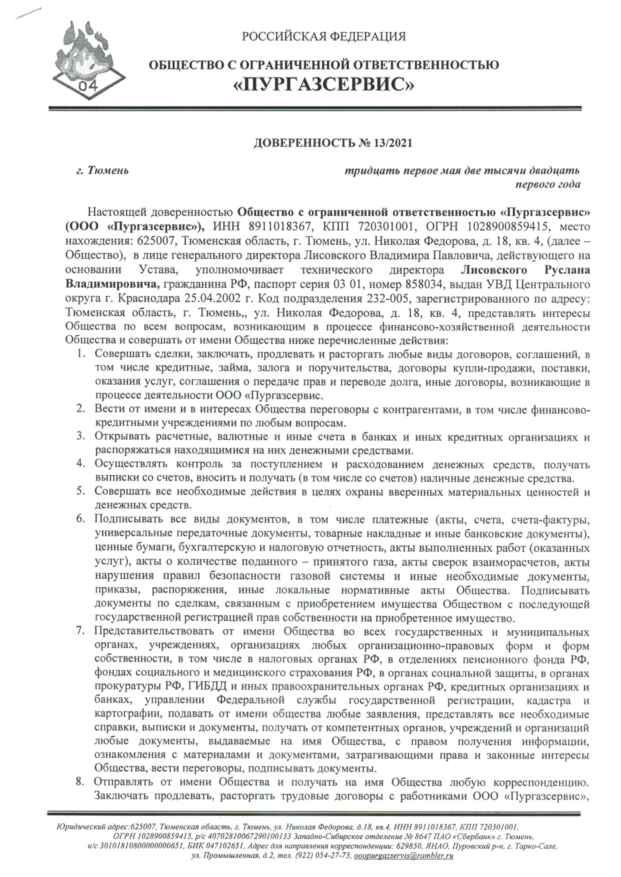 04
РОССИЙСКАЯ ФЕДЕРАЦИЯ
ОБЩЕСТВО С ОГРАНИЧЕННОЙ ОТВЕТСТВЕННОСТЬЮ
«ПУРГАЗСЕРВИС»
ДОВЕРЕННОСТЬ № 13/2021
г. Тюмень тридцать первое мая две тысячи двадцать
первого года
Настоящей доверенностью Общество с ограниченной ответственностью «Пургазсервис»
(ООО «Пургазсервис»), ИНН 8911018367, КПП 720301001, ОГРН 1028900859415, место
нахождения: 625007, Тюменская область, г. Тюмень, ул. Николая Федорова, д. 18, кв. 4, (далее –
Общество), в лице генерального директора Лисовского Владимира Павловича, действующего на
основании Устава, уполномочивает технического директора Лисовского Руслана
Владимировича, гражданина РФ, паспорт серия 03 01, номер 858034, выдан УВД Центрального
округа г. Краснодара 25.04.2002 г. Код подразделения 232-005, зарегистрированного по адресу:
Тюменская область, г. Тюмень,, ул. Николая Федорова, д. 18, кв. 4, представлять интересы
Общества по всем вопросам, возникающим в процессе финансово-хозяйственной деятельности
Общества и совершать от имени Общества ниже перечисленные действия:
1. Совершать сделки, заключать, продлевать и расторгать любые виды договоров, соглашений, в
том числе кредитные, займа, залога и поручительства, договоры купли-продажи, поставки,
оказания услуг, соглашения о передаче прав и переводе долга, иные договоры, возникающие в
процессе деятельности ООО «Пургазсервис.
2. Вести от имени и в интересах Общества переговоры с контрагентами, в том числе финансово-
кредитными учреждениями по любым вопросам.
3. Открывать расчетные, валютные и иные счета в банках и иных кредитных организациях и
распоряжаться находящимися на них денежными средствами.
4. Осуществлять контроль за поступлением и расходованием денежных средств, получать
выписки со счетов, вносить и получать (в том числе со счетов) наличные денежные средства.
5. Совершать все необходимые действия в целях охраны вверенных материальных ценностей и
денежных средств.
6. Подписывать все виды документов, в том числе платежные (акты, счета, счета-фактуры,
универсальные передаточные документы, товарные накладные и иные банковские документы),
ценные бумаги, бухгалтерскую и налоговую отчетность, акты выполненных работ (оказанных
услуг), акты о количестве поданного – принятого газа, акты сверок взаиморасчетов, акты
нарушения правил безопасности газовой системы и иные необходимые документы,
приказы, распоряжения, иные локальные нормативные акты Общества. Подписывать
документы по сделкам, связанным с приобретением имущества Обществом с последующей
государственной регистрацией прав собственности на приобретенное имущество.
7. Представительствовать от имени Общества во всех государственных и муниципальных
органах, учреждениях, организациях любых организационно-правовых форм и форм
собственности, в том числе в налоговых органах РФ, в отделениях пенсионного фонда РФ,
фондах социального и медицинского страхования РФ, в органах социальной защиты, в органах
прокуратуры РФ, ГИБДД и иных правоохранительных органах РФ, кредитных организациях и
банках, управлении Федеральной службы государственной регистрации, кадастра и
картографии, подавать от имени общества любые заявления, представлять все необходимые
справки, выписки и документы, получать от компетентных органов, учреждений и организаций
любые документы, выдаваемые на имя Общества, с правом получения информации,
ознакомления с материалами и документами, затрагивающими права и законные интересы
Общества, вести переговоры, подписывать документы.
8. Отправлять от имени Общества и получать на имя Общества любую корреспонденцию.
Заключать продлевать, расторгать трудовые договоры с работниками ООО «Пургазсервис»,
Юридический адрес:625007, Тюменская область, г. Тюмень, ул. Николая Федорова, д.18, кв.4, ИНН 8911018367, КПП 720301001,
ОГРН 1028900859415, р/с 40702810067290100133 Западно-Сибирское отделение № 8647 ПАО «Сбербанк» г. Тюмень,
к/с 30101810800000000651, БИК 047102651, Адрес для направления корреспонденции: 629850, ЯНАО, Пуровский р-н, г. Тарко-Сале,
ул. Промышленная, д.2, тел. (922) 054-27-73, ooopurgazservis@rambler.ru